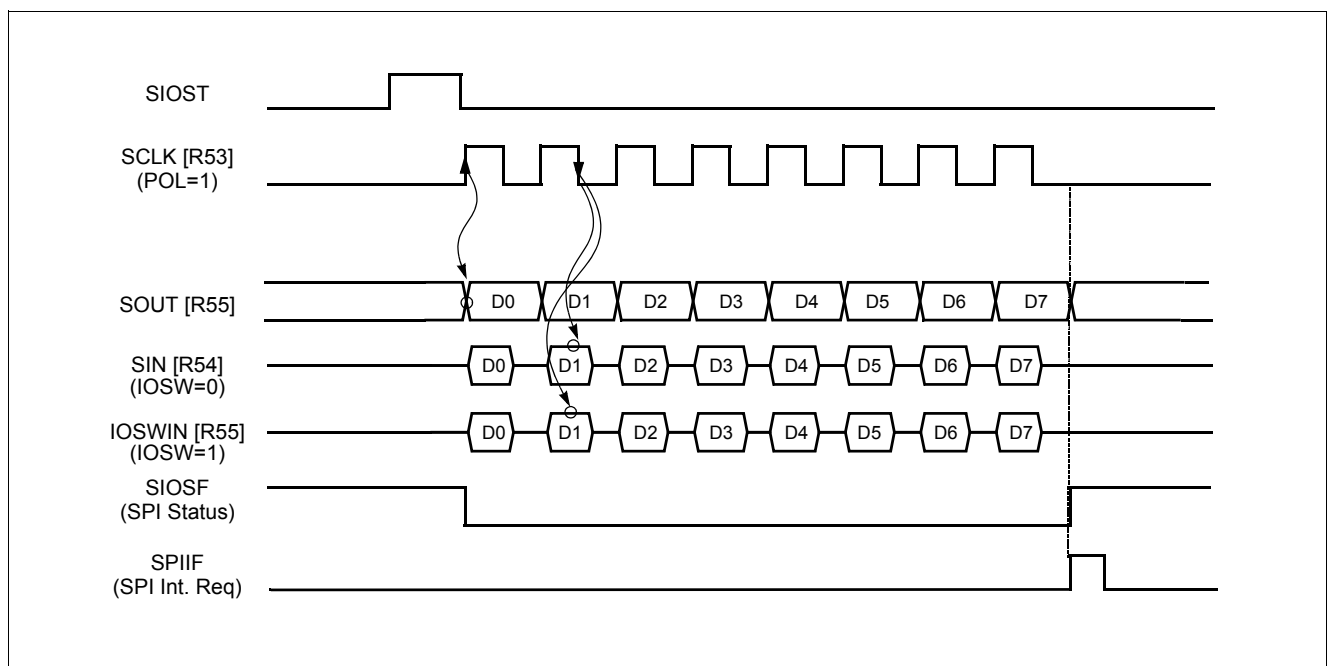 SIOST
SCLK [R53]
(POL=1)
SOUT [R55]
D0 D1 D2 D3 D4 D5 D6 D7
SIN [R54]
(IOSW=0)
D0 D1 D2 D3 D4 D5 D6 D7
IOSWIN [R55]
(IOSW=1)
D0 D1 D2 D3 D4 D5 D6 D7
SIOSF
(SPI Status)
SPIIF
(SPI Int. Req)